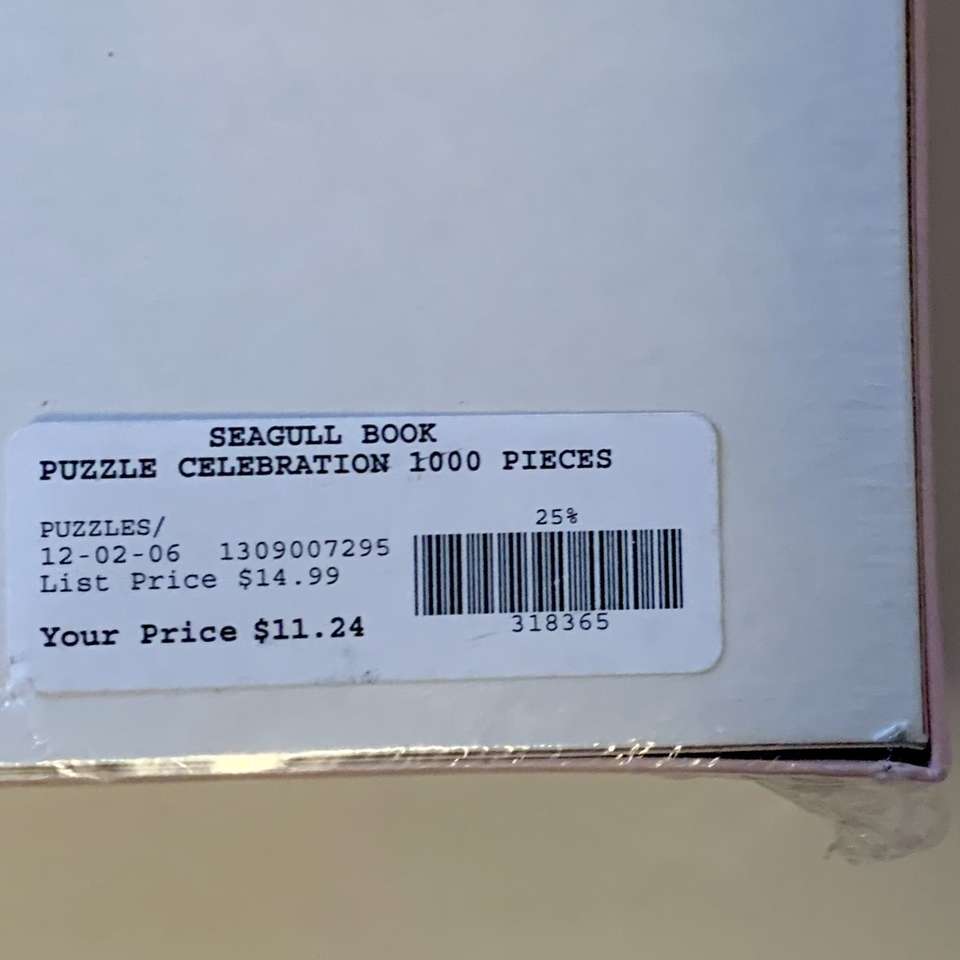 SEAGULL BOOK
PUZZLE CELEBRATION 1000 PIECES
PUZZLES/
25%
12-02-06 1309007295
List Price $14.99
Your Price $11.24
318365